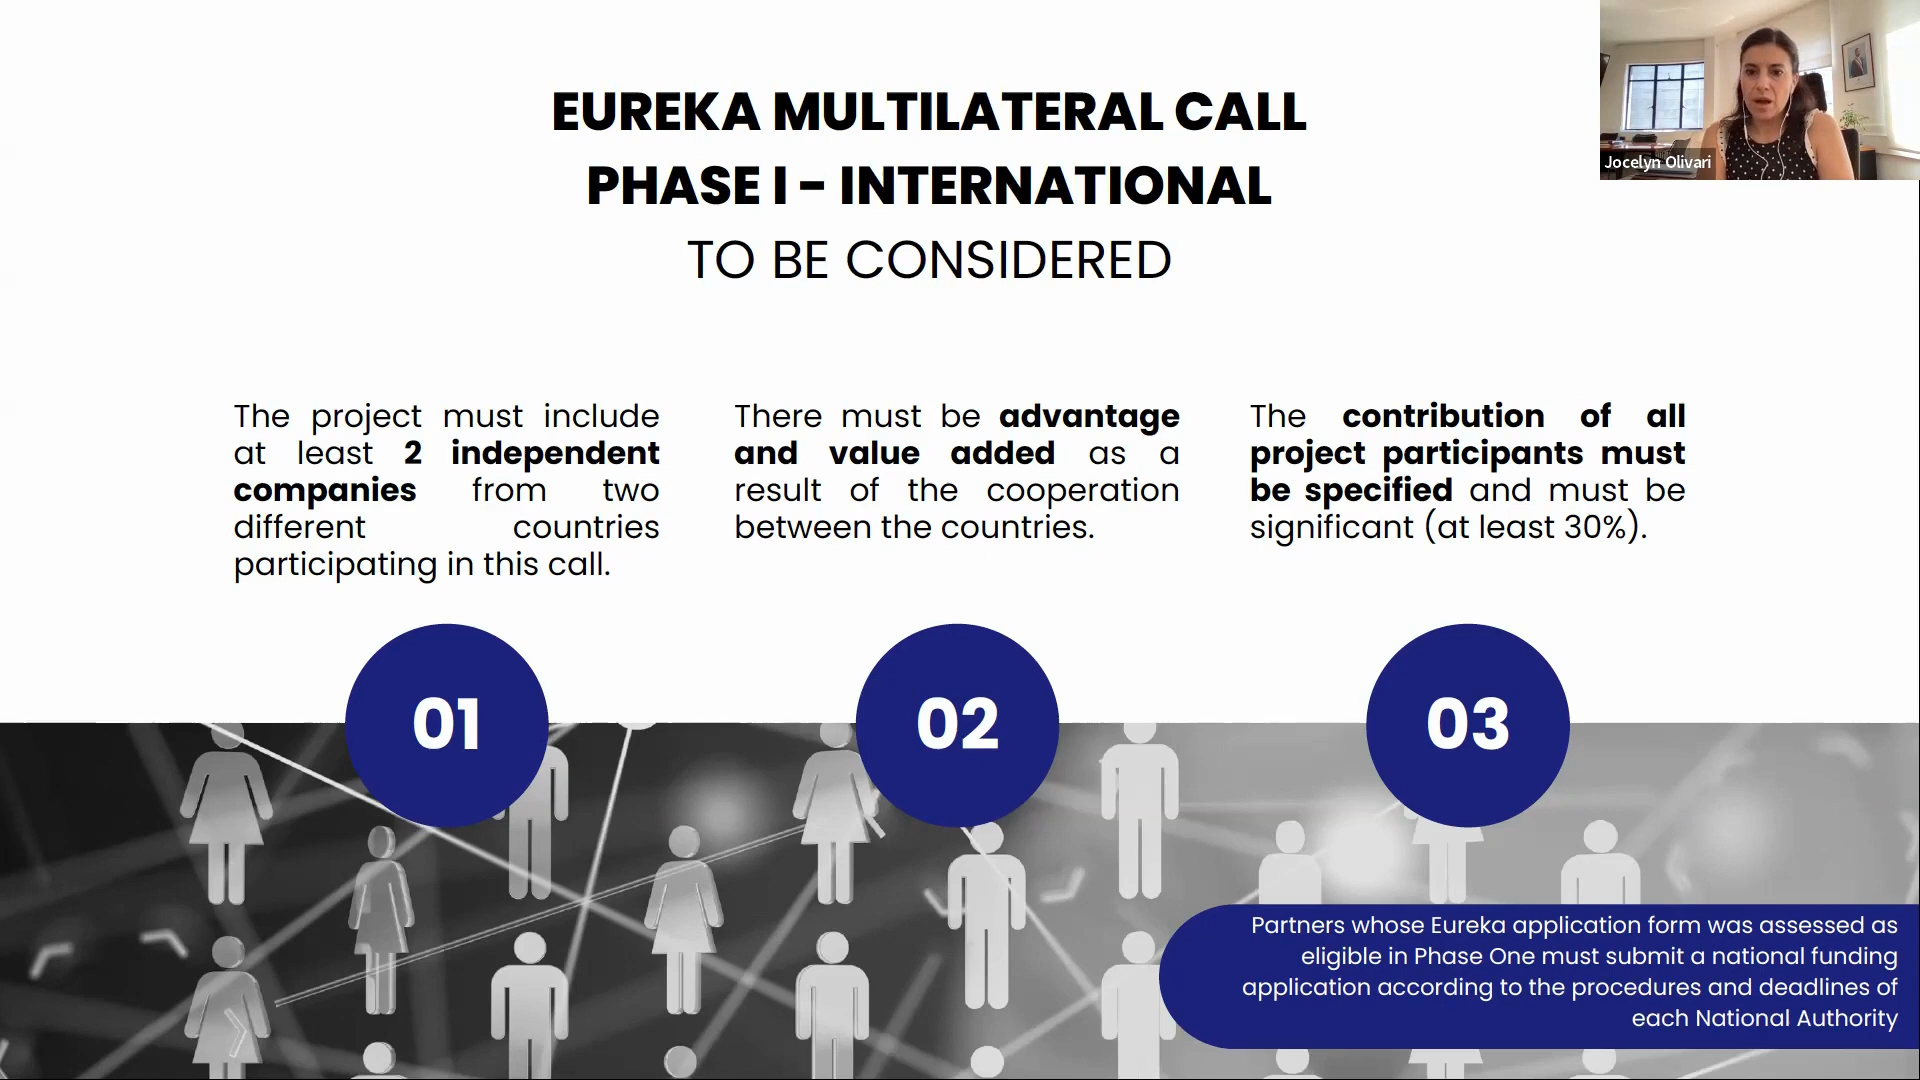 EUREKA MULTILATERAL CALL
PHASE I - INTERNATIONAL
TO BE CONSIDERED
Jocelyn Olivari
The project must include
at least 2 independent
companies from two
different countries
participating in this call.
There must be advantage
and value added as a
result of the cooperation
between the countries.
The contribution of all
project participants must
be specified and must be
significant (at least 30%).
01
02
03
Partners whose Eureka application form was assessed as
eligible in Phase One must submit a national funding
application according to the procedures and deadlines of
each National Authority